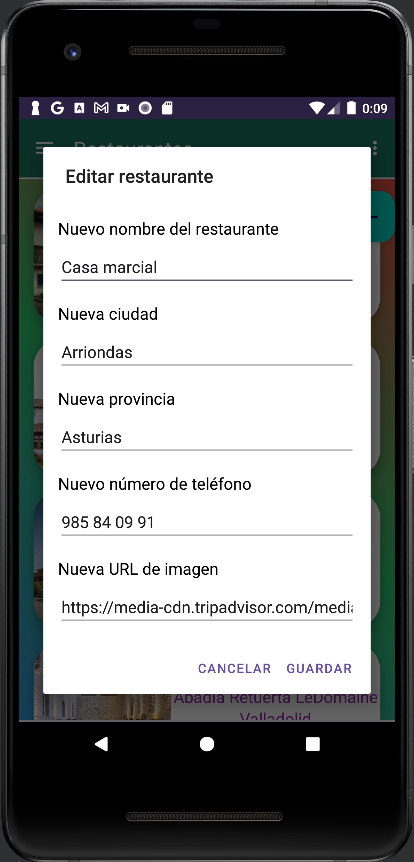 0:09
Restaurantes
Editar restaurante
Nuevo nombre del restaurante
Casa marcial
Nueva ciudad
Arriondas
Nueva provincia
Asturias
Nuevo número de teléfono
985 84 09 91
Nueva URL de imagen
https://media-cdn.tripadvisor.com/media
CANCELAR GUARDAR
Abadia Retuerta LeDomaine
Valladolid